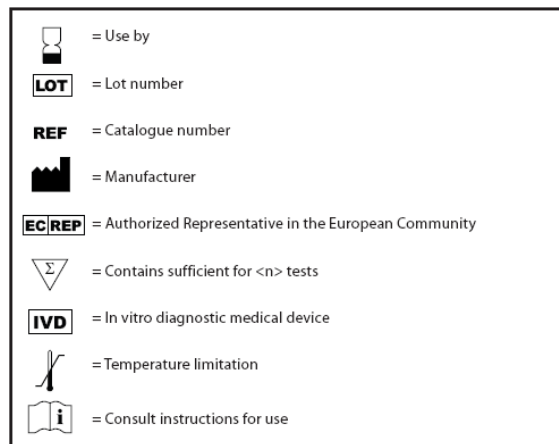 = Use by
LOT = Lot number
REF = Catalogue number
= Manufacturer
EC REP = Authorized Representative in the European Community
Σ = Contains sufficient for <n> tests
IVD = In vitro diagnostic medical device
= Temperature limitation
i = Consult instructions for use